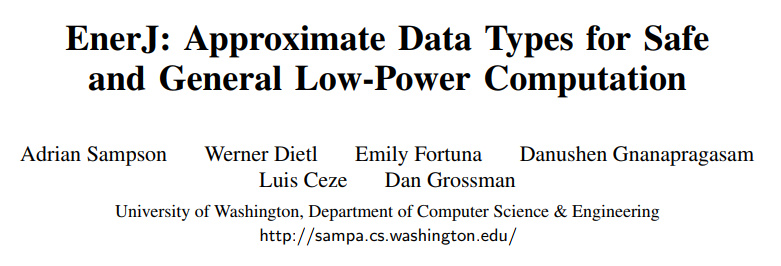 EnerJ: Approximate Data Types for Safe
and General Low-Power Computation
Adrian Sampson Werner Dietl Emily Fortuna Danushen Gnanapragasam
Luis Ceze Dan Grossman
University of Washington, Department of Computer Science & Engineering
http://sampa.cs.washington.edu/